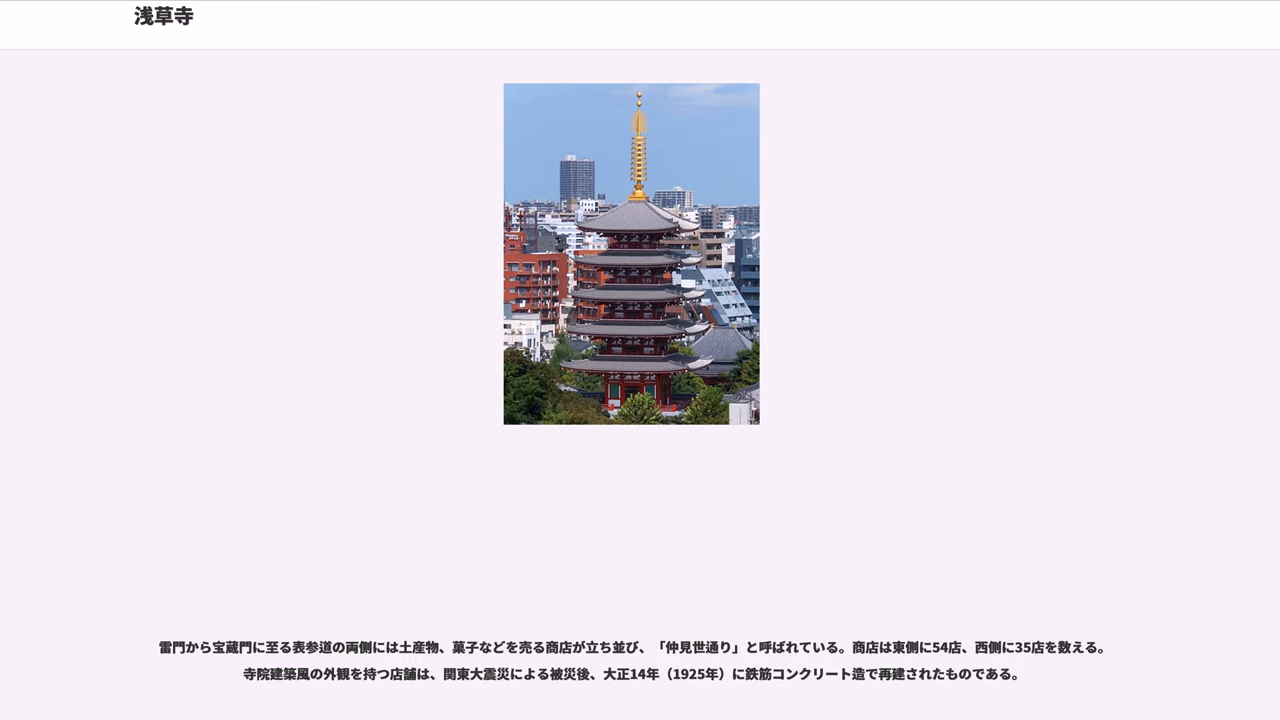 浅草寺
雷門から宝蔵門に至る表参道の両側には土産物、菓子などを売る商店が立ち並び、「仲見世通り」と呼ばれている。商店は東側に54店、西側に35店を数える。
寺院建築風の外観を持つ店舗は、関東大震災による被災後、大正14年（1925年）に鉄筋コンクリート造で再建されたものである。